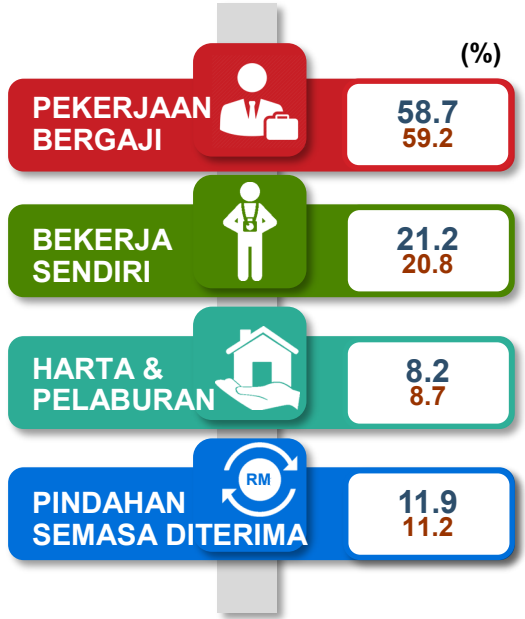 (%)
PEKERJAAN
BERGAJI
58.7
59.2
BEKERJA
SENDIRI
21.2
20.8
HARTA &
PELABURAN
8.2
8.7
RM
PINDAHAN
SEMASA DITERIMA
11.9
11.2